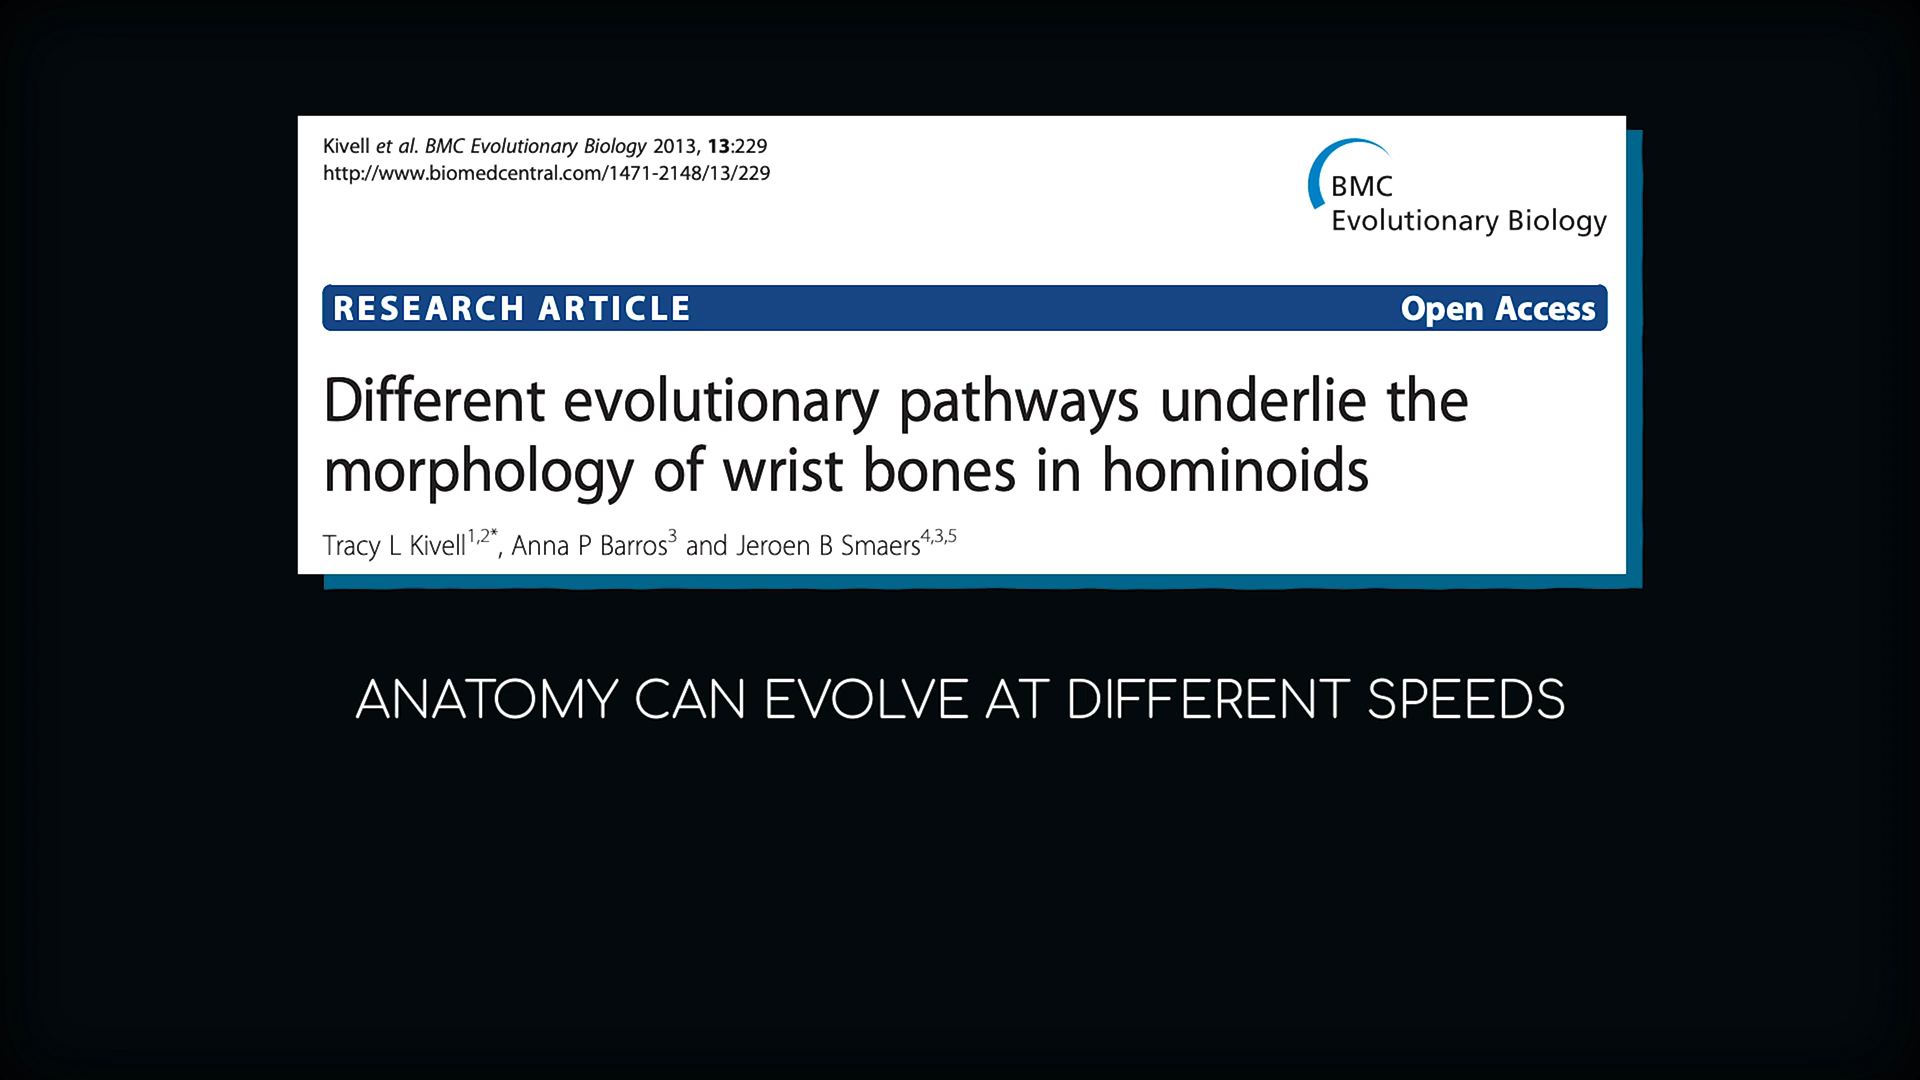 Kivell et al. BMC Evolutionary Biology 2013, 13:229
http://www.biomedcentral.com/1471-2148/13/229
BMC
Evolutionary Biology
RESEARCH ARTICLE Open Access
Different evolutionary pathways underlie the
morphology of wrist bones in hominoids
Tracy L Kivell1,2*, Anna P Barros3 and Jeroen B Smaers4,3,5
ANATOMY CAN EVOLVE AT DIFFERENT SPEEDS